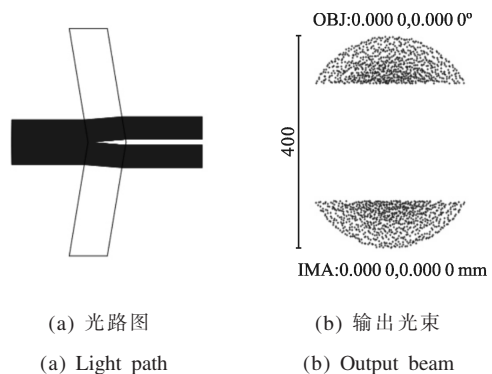 OBJ:0.000 0,0.000 0°
400
IMA:0.000 0,0.000 0 mm
(a) 光路图
(b) 输出光束
(a) Light path
(b) Output beam